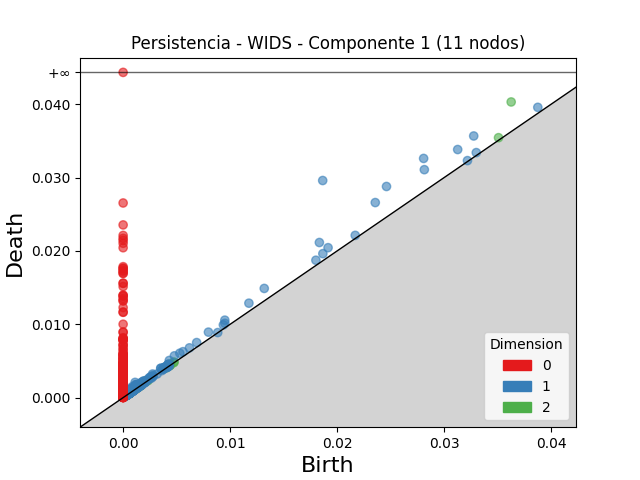 Persistencia - WIDS - Componente 1 (11 nodos)
+∞
0.040
0.030
0.020
0.010
0.000
Death
0.00 0.01 0.02 0.03 0.04
Birth
Dimension
0
1
2